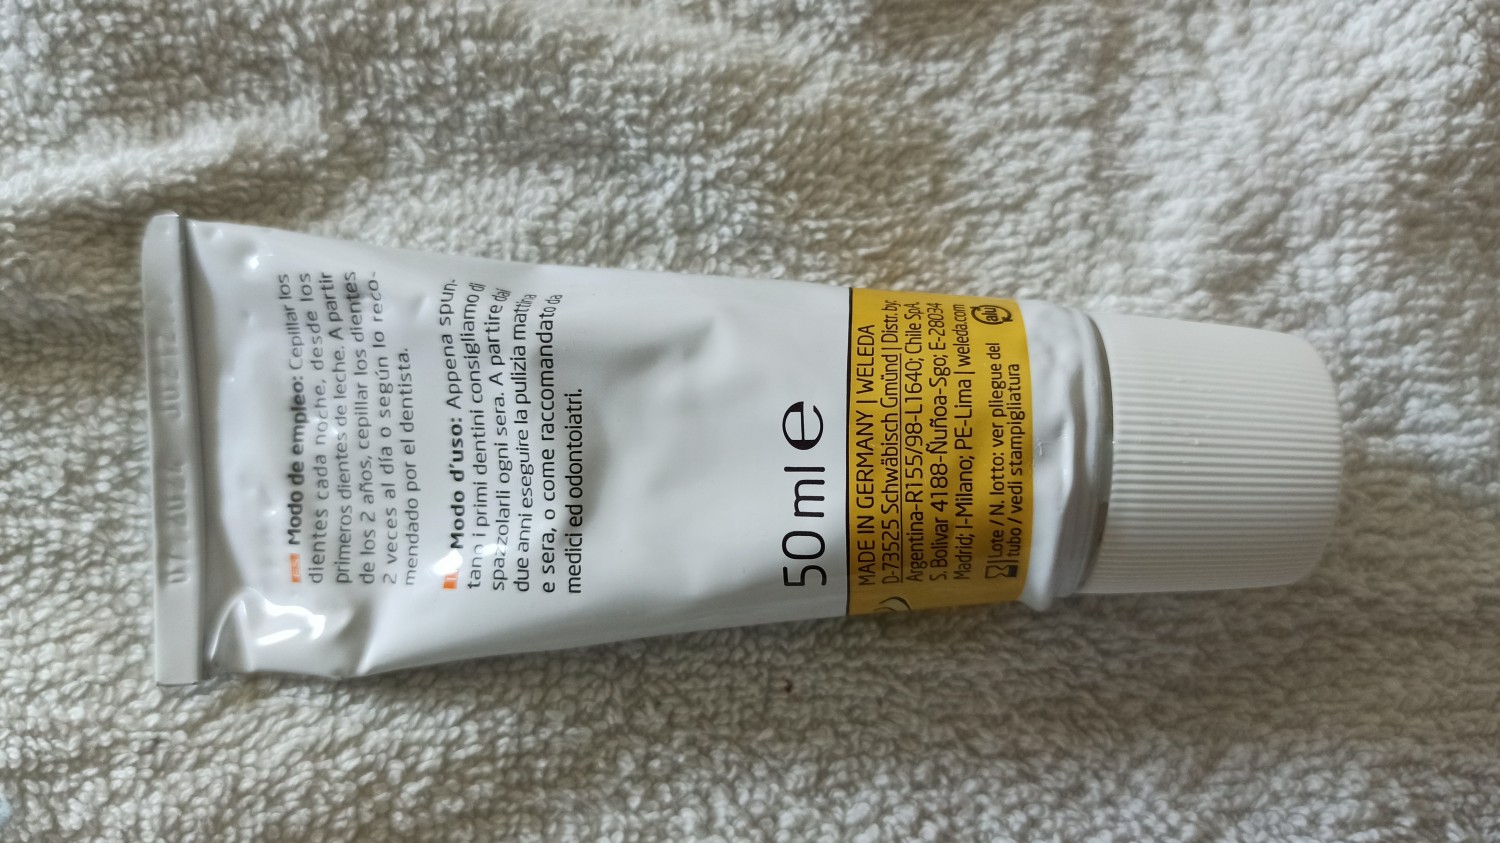 Modo de empleo: Cepillar los
dientes cada noche, desde los
primeros dientes de leche. A partir
de los 2 años, cepillar los dientes
2 veces al día o según lo reco-
mendado por el dentista.
Modo d'uso: Appena spun-
tano i primi dentini consigliamo di
spazzolarli ogni sera. A partire dai
due anni eseguire la pulizia mattina
e sera, o come raccomandato da
medici ed odontoiatri.
50 ml e
MADE IN GERMANY | WELEDA
D-73525 Schwäbisch Gmünd | Distr. by:
Argentina-R155/98-L1640; Chile SpA
S. Bolivar 4188-Ñuñoa-Sgo; E-28034
Madrid; I-Milano; PE-Lima | weleda.com
Lote / N. lotto: ver pliegue del
tubo / vedi stampigliatura
alu